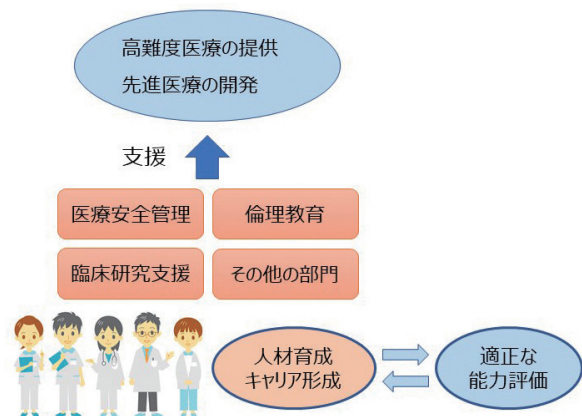 高難度医療の提供
先進医療の開発
支援
医療安全管理
倫理教育
臨床研究支援
その他の部門
人材育成
キャリア形成
適正な
能力評価